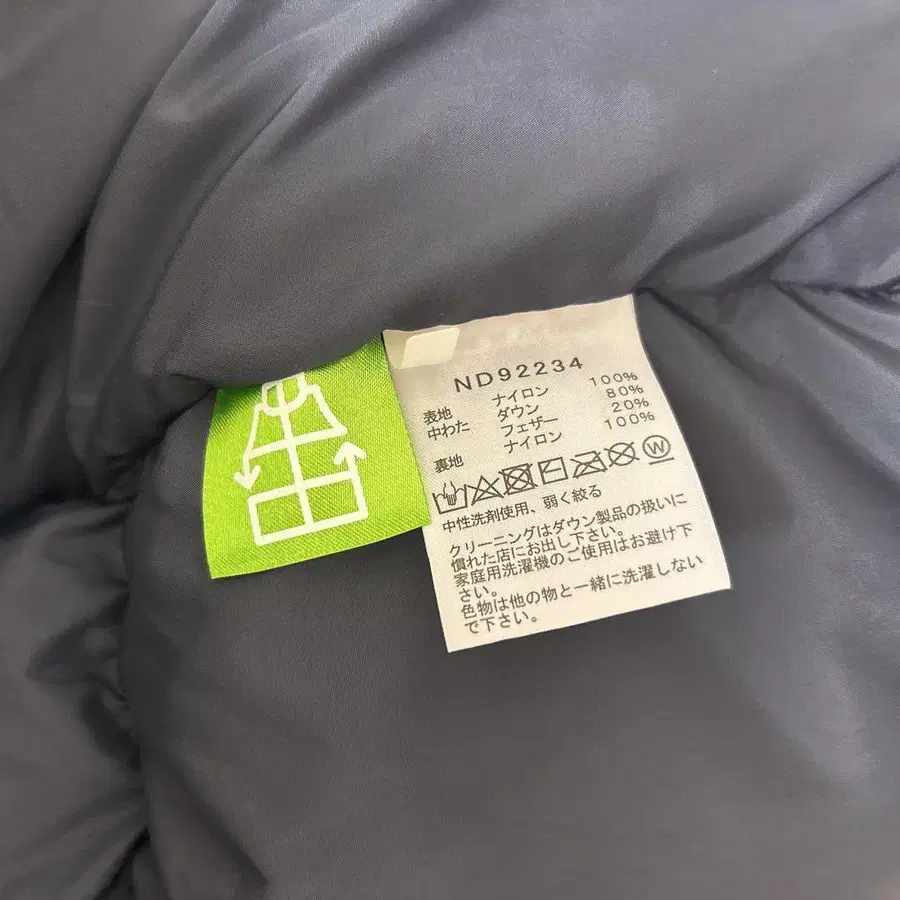 ND92234
表地 ナイロン 100%
中わた ダウン 80%
フェザー 20%
裏地 ナイロン 100%
W
中性洗剤使用、弱く絞る
クリーニングはダウン製品の扱いに
慣れた店にお出し下さい。
家庭用洗濯機のご使用はお避け下
さい。
色物は他の物と一緒に洗濯しない
で下さい。